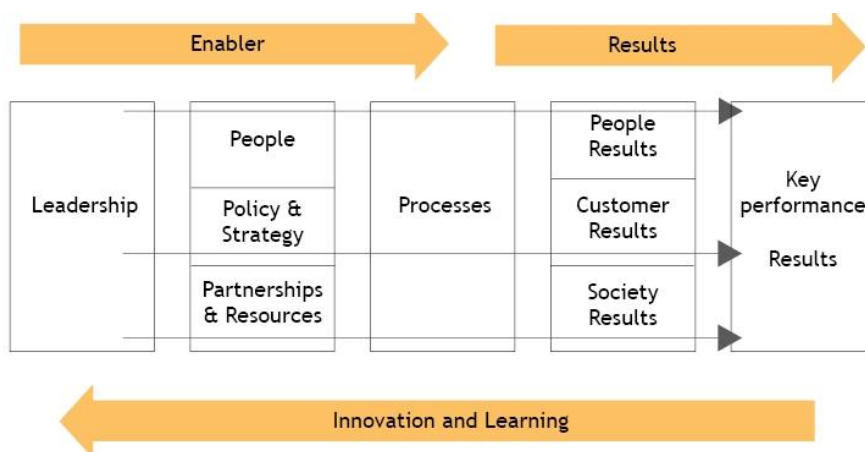 Enabler
Results
Leadership
People
Policy &
Strategy
Partnerships
& Resources
Processes
People
Results
Customer
Results
Society
Results
Key
performance
Results
Innovation and Learning